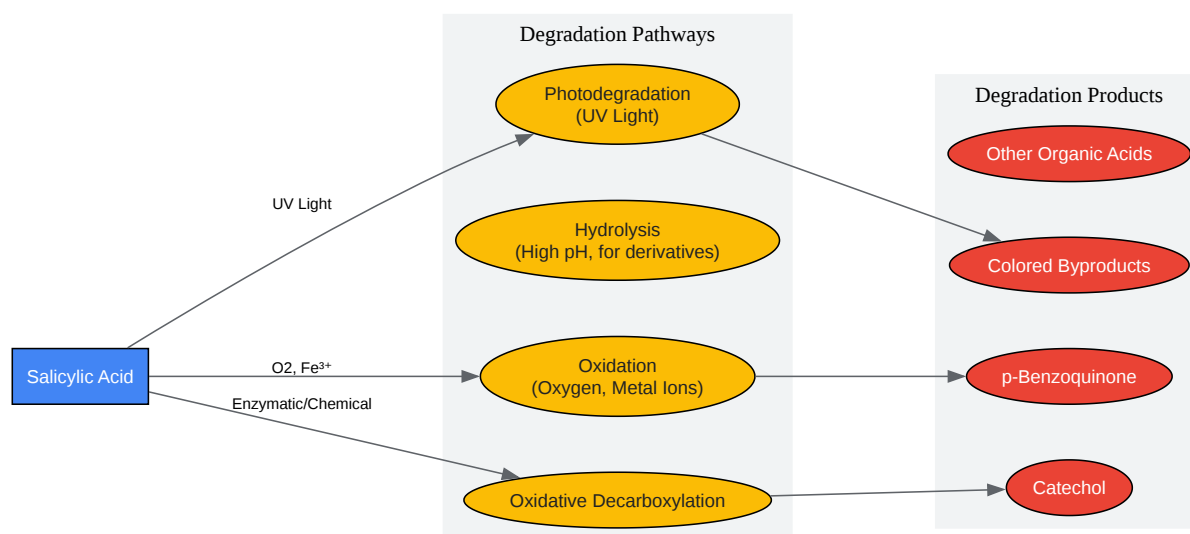 Degradation Pathways
Degradation Products
Photodegradation
(UV Light)
Other Organic Acids
UV Light
Hydrolysis
(High pH, for derivatives)
Colored Byproducts
Salicylic Acid
O2, Fe³⁺
Oxidation
(Oxygen, Metal Ions)
p-Benzoquinone
Enzymatic/Chemical
Oxidative Decarboxylation
Catechol